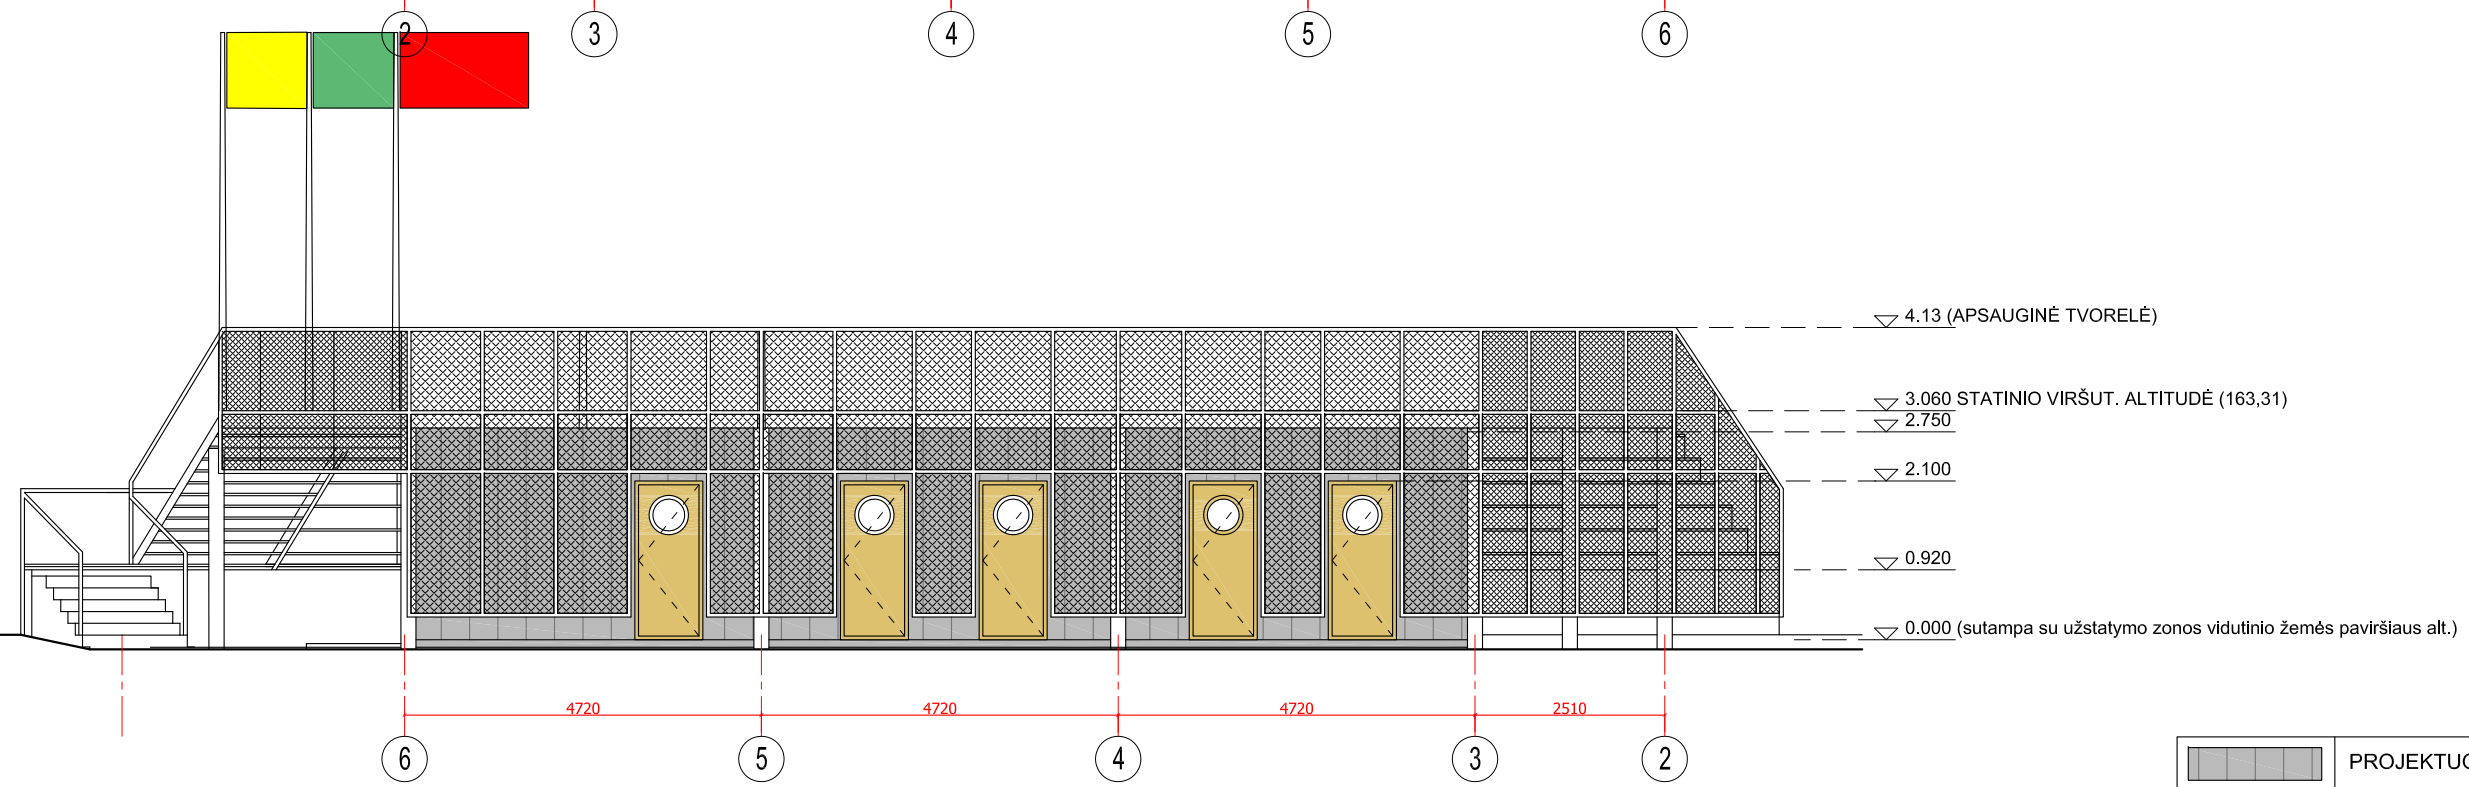 2 3 4 5 6
4.13 (APSAUGINĖ TVORELĖ)
3.060 STATINIO VIRŠUT. ALTITUDĖ (163,31)
2.750
2.100
0.920
0.000 (sutampa su užstatymo zonos vidutinio žemės paviršiaus alt.)
4720 4720 4720 2510
6 5 4 3 2
PROJEKTUO